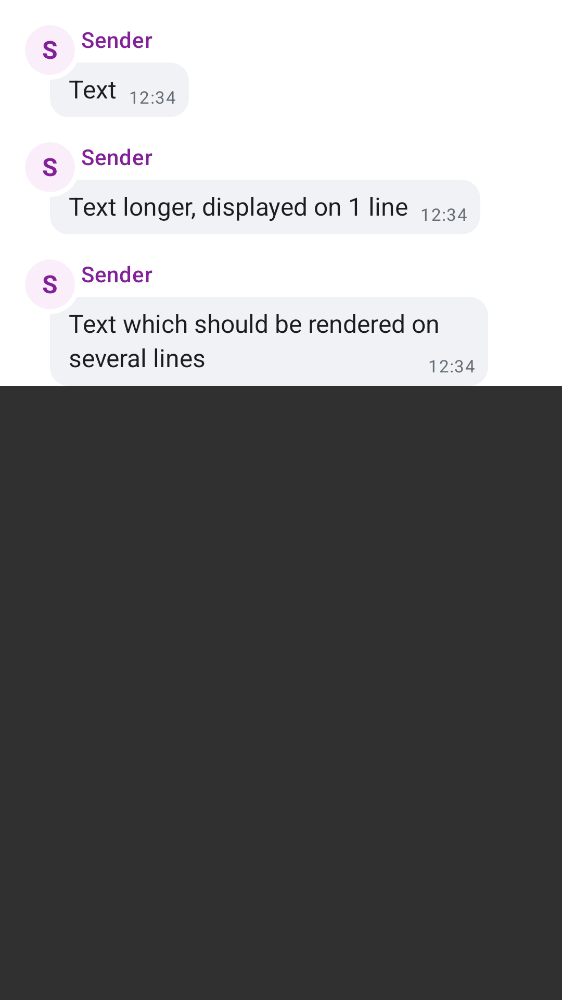 S
Sender
Text 12:34
S
Sender
Text longer, displayed on 1 line 12:34
S
Sender
Text which should be rendered on
several lines 12:34